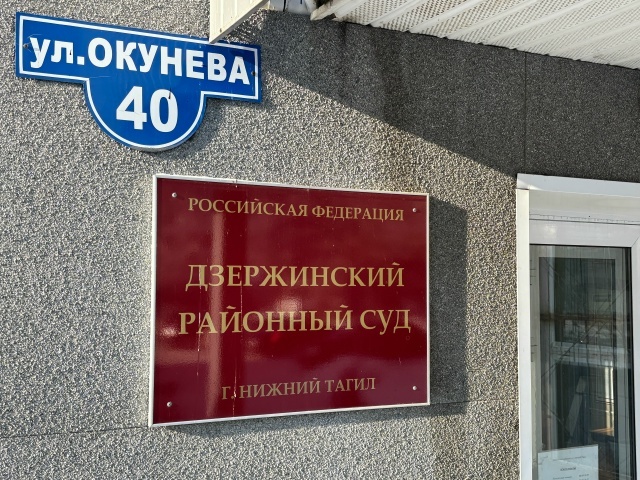 ул.ОКУНЕВА
40
РОССИЙСКАЯ ФЕДЕРАЦИЯ
ДЗЕРЖИНСКИЙ
РАЙОННЫЙ СУД
Г. НИЖНИЙ ТАГИЛ